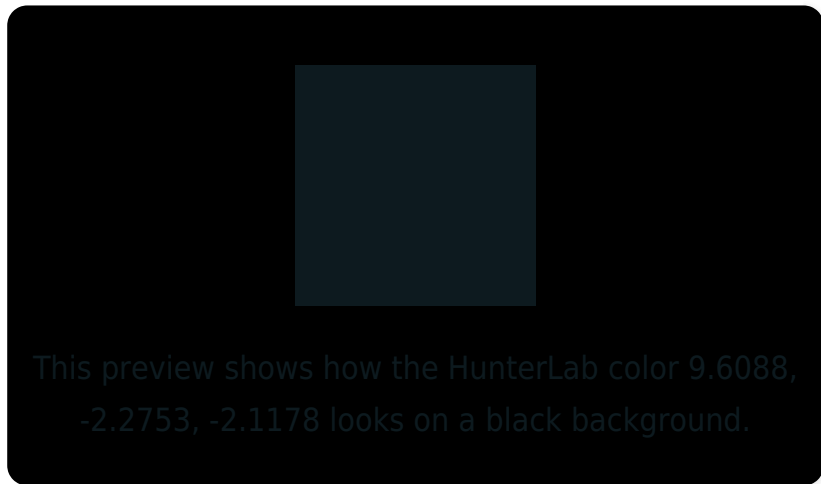 This preview shows how the HunterLab color 9.6088,
-2.2753, -2.1178 looks on a black background.